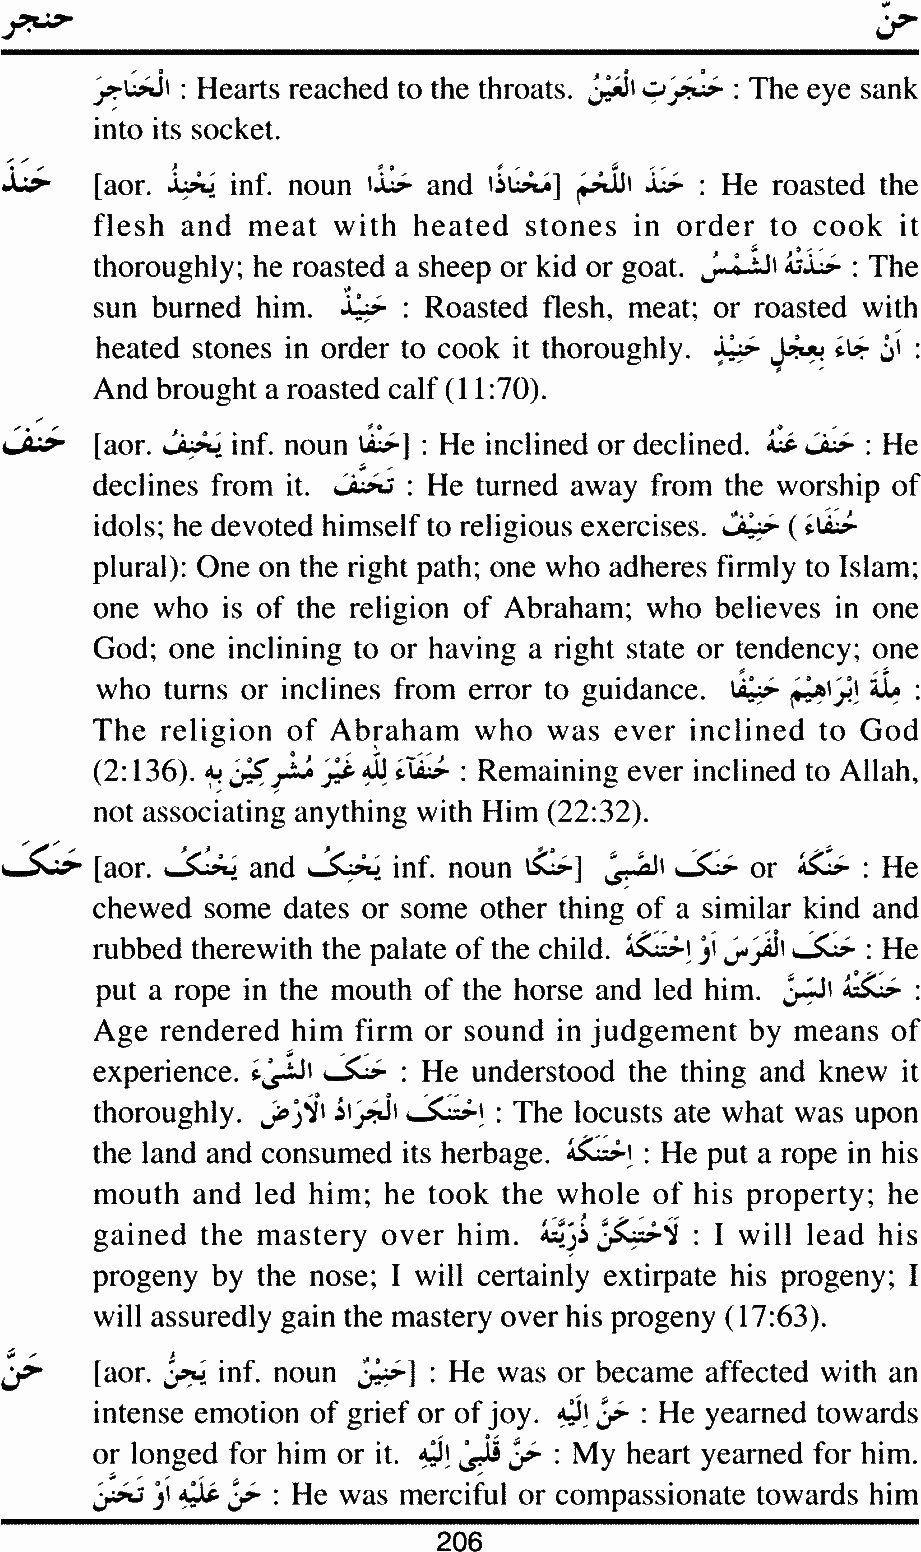 حنجر حنّ
الْحَنَاجِرَ : Hearts reached to the throats. حَنْجَرَتِ الْعَيْنُ : The eye sank
into its socket.
حَنَذَ [aor. يَحْنِذُ inf. noun حَنْذًا and مَحْنَاذًا] حَنَذَ اللَّحْمَ : He roasted the
flesh and meat with heated stones in order to cook it
thoroughly; he roasted a sheep or kid or goat. حَنَذَتْهُ الشَّمْسُ : The
sun burned him. حَنِيْذٌ : Roasted flesh, meat; or roasted with
heated stones in order to cook it thoroughly. اَنْ جَاءَ بِعِجْلٍ حَنِيْذٍ :
And brought a roasted calf (11:70).
حَنَفَ [aor. يَحْنِفُ inf. noun حَنْفًا] : He inclined or declined. حَنَفَ عَنْهُ : He
declines from it. تَحَنَّفَ : He turned away from the worship of
idols; he devoted himself to religious exercises. حَنِيْفٌ (حُنَفَاءَ
plural): One on the right path; one who adheres firmly to Islam;
one who is of the religion of Abraham; who believes in one
God; one inclining to or having a right state or tendency; one
who turns or inclines from error to guidance. مِلَّةَ اِبْرَاهِيْمَ حَنِيْفًا :
The religion of Abraham who was ever inclined to God
(2:136). حُنَفَآءَ لِلّٰهِ غَيْرَ مُشْرِكِيْنَ بِهٖ : Remaining ever inclined to Allah,
not associating anything with Him (22:32).
حَنَكَ [aor. يَحْنُكُ and يَحْنِكُ inf. noun حَنْكًا] حَنَكَ الصَّبِىَّ or حَنَّكَهُ : He
chewed some dates or some other thing of a similar kind and
rubbed therewith the palate of the child. حَنَكَ الْفَرَسَ اَوْ اِحْتَنَكَهُ : He
put a rope in the mouth of the horse and led him. حَنَكَتْهُ السِّنُّ :
Age rendered him firm or sound in judgement by means of
experience. حَنَكَ الشَّىْءَ : He understood the thing and knew it
thoroughly. اِحْتَنَكَ الْجَرَادُ الْاَرْضَ : The locusts ate what was upon
the land and consumed its herbage. اِحْتَنَكَهُ : He put a rope in his
mouth and led him; he took the whole of his property; he
gained the mastery over him. لَاَحْتَنِكَنَّ ذُرِّيَّتَهُ : I will lead his
progeny by the nose; I will certainly extirpate his progeny; I
will assuredly gain the mastery over his progeny (17:63).
حَنَّ [aor. يَحِنُّ inf. noun حَنِيْنٌ] : He was or became affected with an
intense emotion of grief or of joy. حَنَّ اِلَيْهِ : He yearned towards
or longed for him or it. حَنَّ قَلْبِىْ اِلَيْهِ : My heart yearned for him.
حَنَّ عَلَيْهِ اَوْ تَحَنَّنَ : He was merciful or compassionate towards him
206